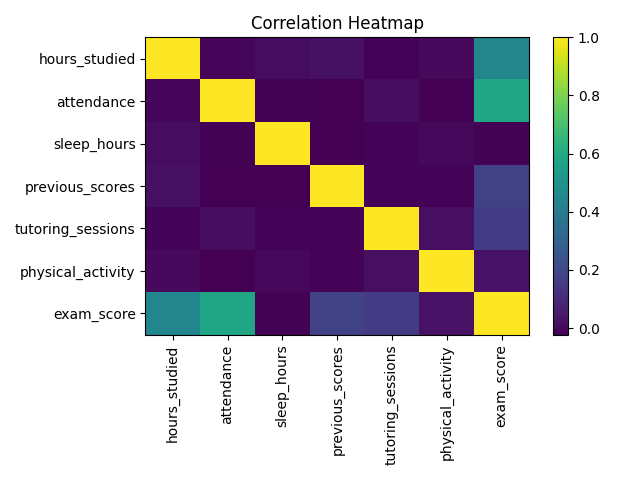 Correlation Heatmap
hours_studied
attendance
sleep_hours
previous_scores
tutoring_sessions
physical_activity
exam_score
hours_studied
attendance
sleep_hours
previous_scores
tutoring_sessions
physical_activity
exam_score
1.0
0.8
0.6
0.4
0.2
0.0